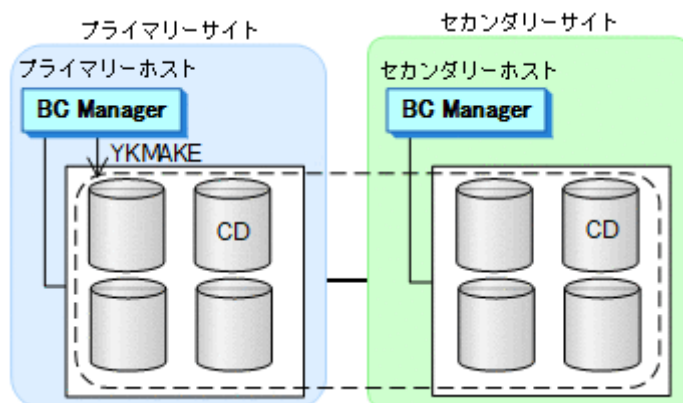 プライマリーサイト
セカンダリーサイト
プライマリーホスト
セカンダリーホスト
BC Manager
BC Manager
YKMAKE
CD
CD